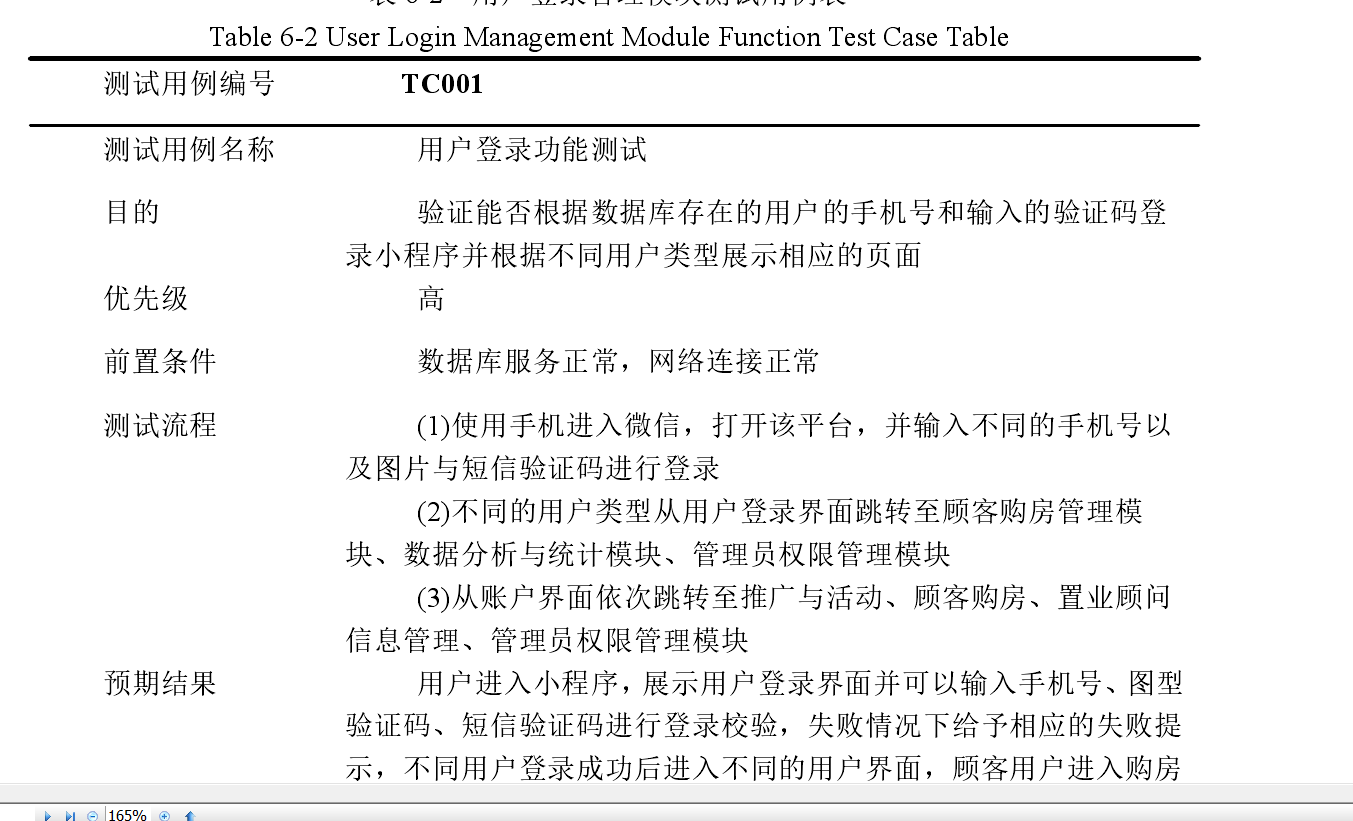 Table 6-2 User Login Management Module Function Test Case Table
测试用例编号 TC001
测试用例名称 用户登录功能测试
目的 验证能否根据数据库存在的用户的手机号和输入的验证码登
录小程序并根据不同用户类型展示相应的页面
优先级 高
前置条件 数据库服务正常，网络连接正常
测试流程 (1)使用手机进入微信，打开该平台，并输入不同的手机号以
及图片与短信验证码进行登录
(2)不同的用户类型从用户登录界面跳转至顾客购房管理模
块、数据分析与统计模块、管理员权限管理模块
(3)从账户界面依次跳转至推广与活动、顾客购房、置业顾问
信息管理、管理员权限管理模块
预期结果 用户进入小程序，展示用户登录界面并可以输入手机号、图型
验证码、短信验证码进行登录校验，失败情况下给予相应的失败提
示，不同用户登录成功后进入不同的用户界面，顾客用户进入购房
165%